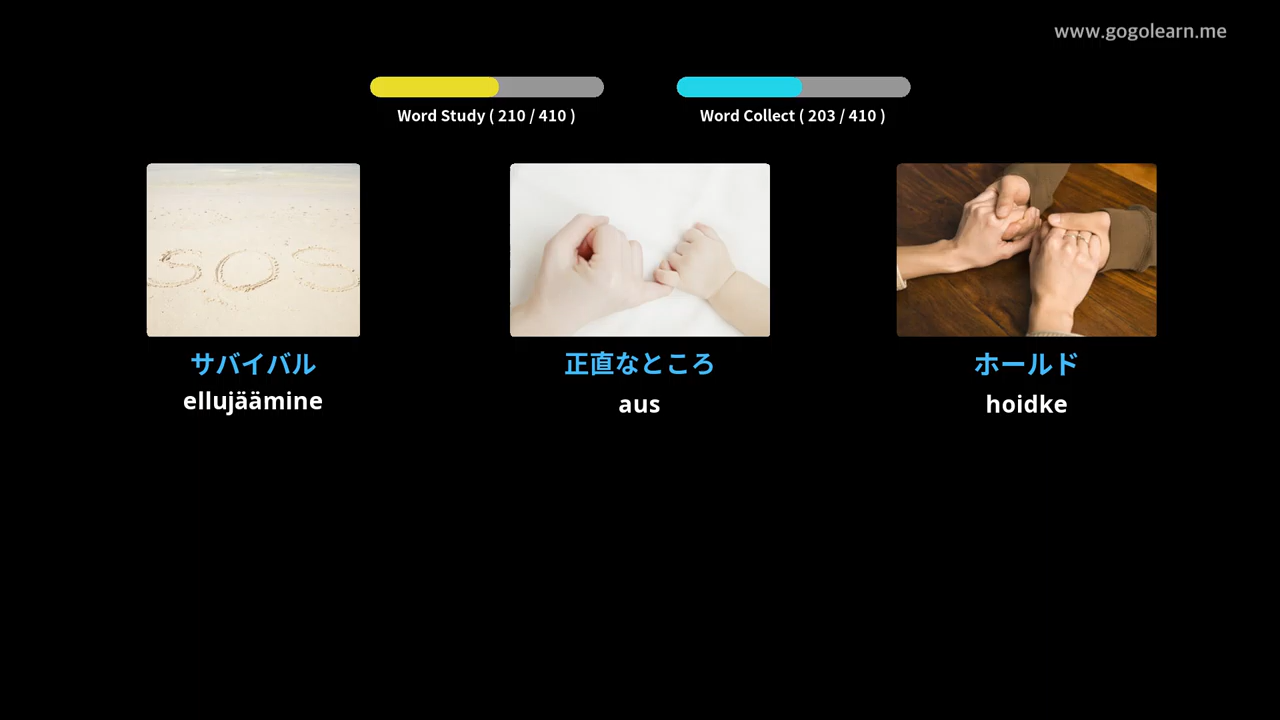 www.gogolearn.me
Word Study ( 210 / 410 )
Word Collect ( 203 / 410 )
SOS
サバイバル
ellujäämine
正直なところ
aus
ホールド
hoidke